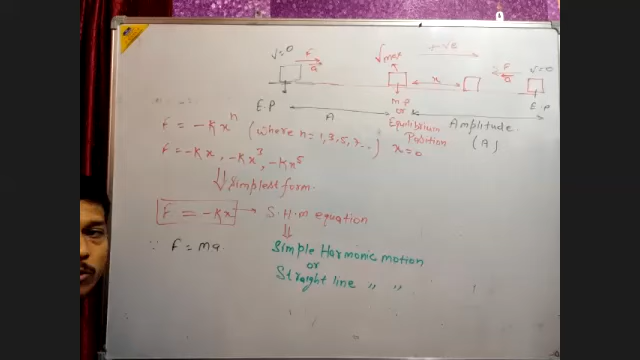 V=0 F a Vmax +ve F a V=0
x
E.P A m.p or Amplitude (A) E.P
Equilibrium Position x=0
F = -Kx^n (where n=1,3,5,7...)
F = -Kx, -Kx^3, -Kx^5
⇓ Simplest form.
F = -Kx → S.H.m equation
⇓
∵ F = ma.
Simple Harmonic motion
or
Straight line " "